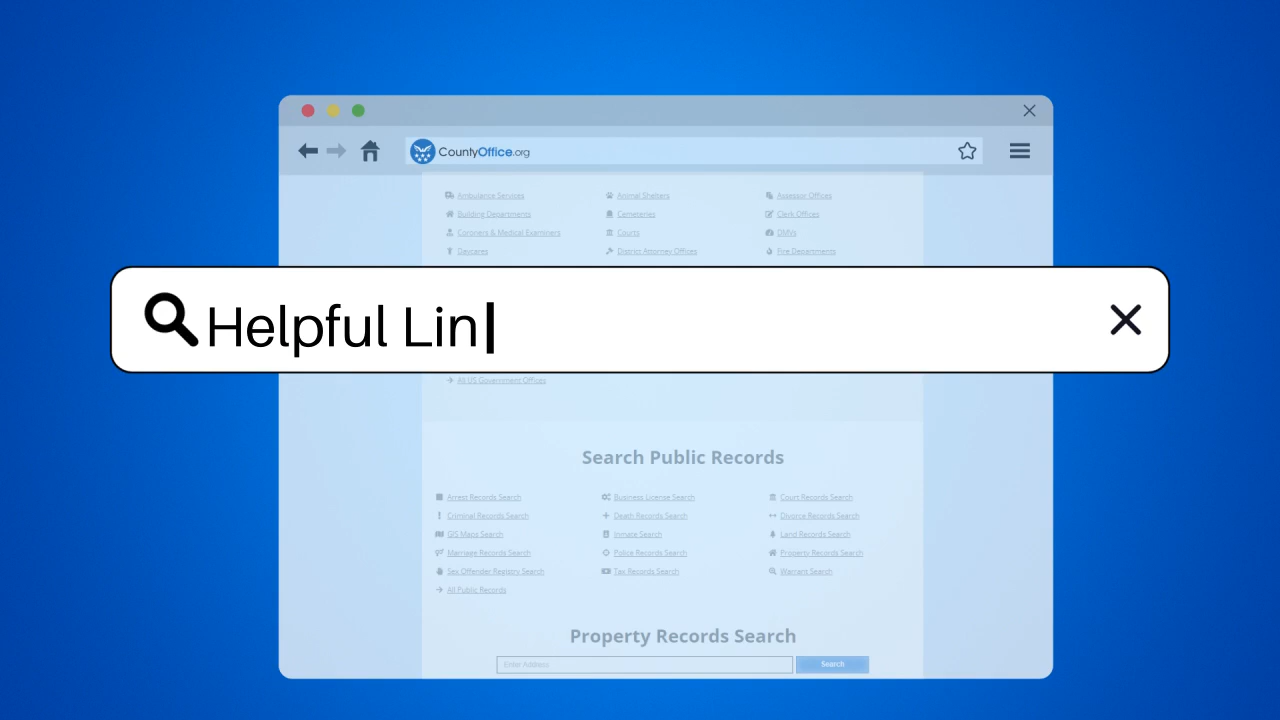 CountyOffice.org
Ambulance Services Animal Shelters Assessor Offices
Building Departments Cemeteries Clerk Offices
Coroners & Medical Examiners Courts DMVs
Daycares District Attorney Offices Fire Departments
Helpful Lin
All US Government Offices
Search Public Records
Arrest Records Search Business License Search Court Records Search
Criminal Records Search Death Records Search Divorce Records Search
GIS Maps Search Inmate Search Land Records Search
Marriage Records Search Police Records Search Property Records Search
Sex Offender Registry Search Tax Records Search Warrant Search
All Public Records
Property Records Search
Enter Address Search